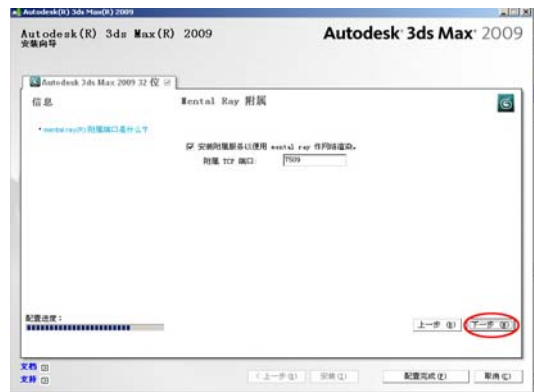 Autodesk(R) 3ds Max(R) 2009
Autodesk(R) 3ds Max(R) 2009
安装向导
Autodesk® 3ds Max® 2009
Autodesk 3ds Max 2009 32 位
信息
Mental Ray 附属
• mental ray(R) 附属端口是什么?
安装附属服务以便用 mental ray 作网络渲染。
附属 TCP 端口:
7509
配置进度:
上一步 (B)
下一步 (N)
文档
支持
< 上一步(B)
安装(I)
配置完成(F)
取消(C)